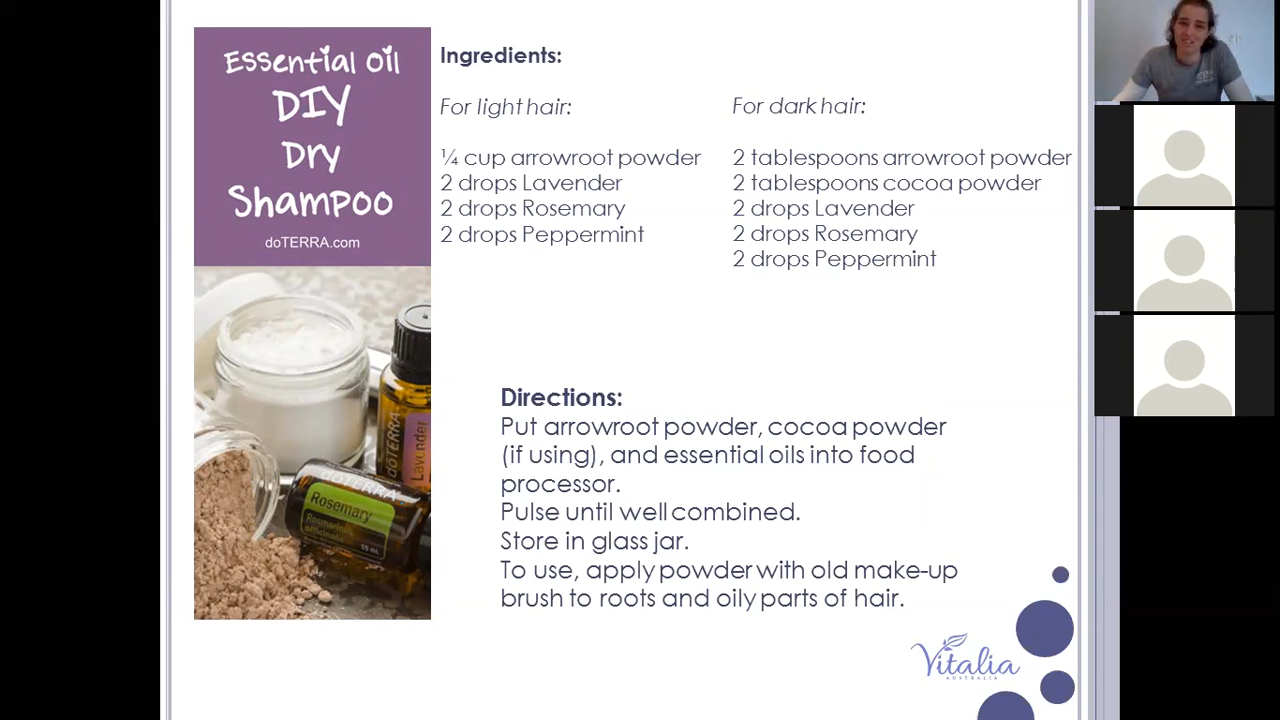 Essential Oil
DIY
Dry
Shampoo
doTERRA.com
Ingredients:
For light hair:
¼ cup arrowroot powder
2 drops Lavender
2 drops Rosemary
2 drops Peppermint
For dark hair:
2 tablespoons arrowroot powder
2 tablespoons cocoa powder
2 drops Lavender
2 drops Rosemary
2 drops Peppermint
doTERRA
Lavender
doTERRA
Rosemary
15 mL
Directions:
Put arrowroot powder, cocoa powder
(if using), and essential oils into food
processor.
Pulse until well combined.
Store in glass jar.
To use, apply powder with old make-up
brush to roots and oily parts of hair.
Vitalia
AUSTRALIA